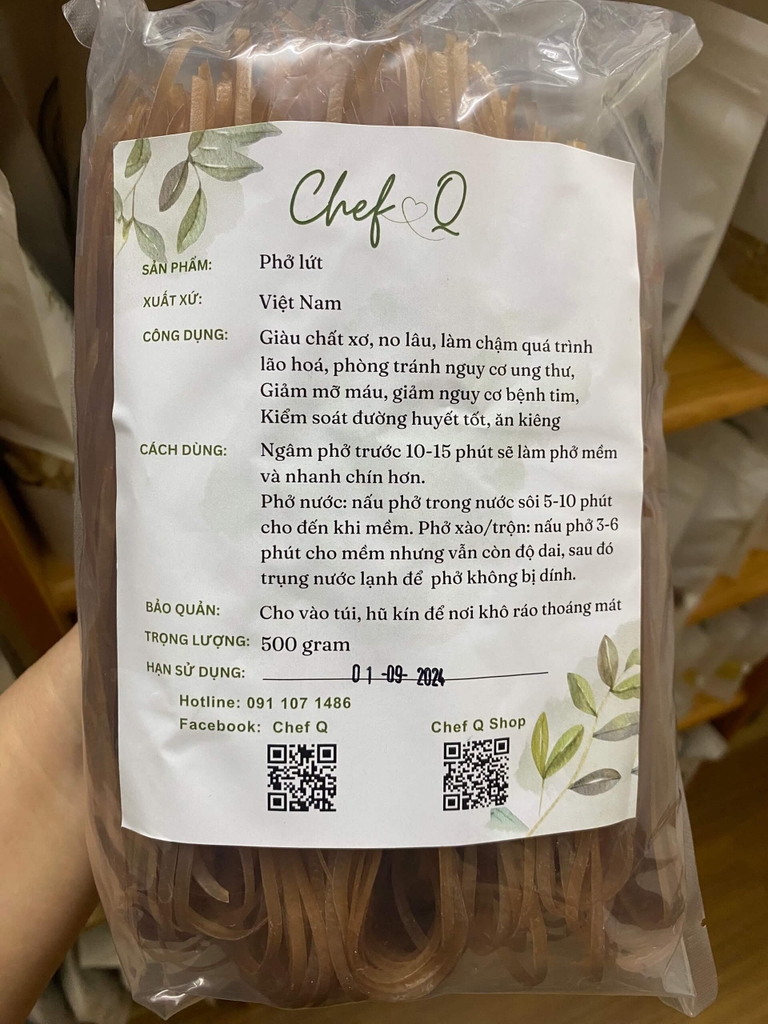 Chef Q
SẢN PHẨM: Phở lứt
XUẤT XỨ: Việt Nam
CÔNG DỤNG: Giàu chất xơ, no lâu, làm chậm quá trình
lão hoá, phòng tránh nguy cơ ung thư,
Giảm mỡ máu, giảm nguy cơ bệnh tim,
Kiểm soát đường huyết tốt, ăn kiêng
CÁCH DÙNG: Ngâm phở trước 10-15 phút sẽ làm phở mềm
và nhanh chín hơn.
Phở nước: nấu phở trong nước sôi 5-10 phút
cho đến khi mềm. Phở xào/trộn: nấu phở 3-6
phút cho mềm nhưng vẫn còn độ dai, sau đó
trụng nước lạnh để phở không bị dính.
BẢO QUẢN: Cho vào túi, hũ kín để nơi khô ráo thoáng mát
TRỌNG LƯỢNG: 500 gram
HẠN SỬ DỤNG: 01-09-2024
Hotline: 091 107 1486
Facebook: Chef Q Chef Q Shop